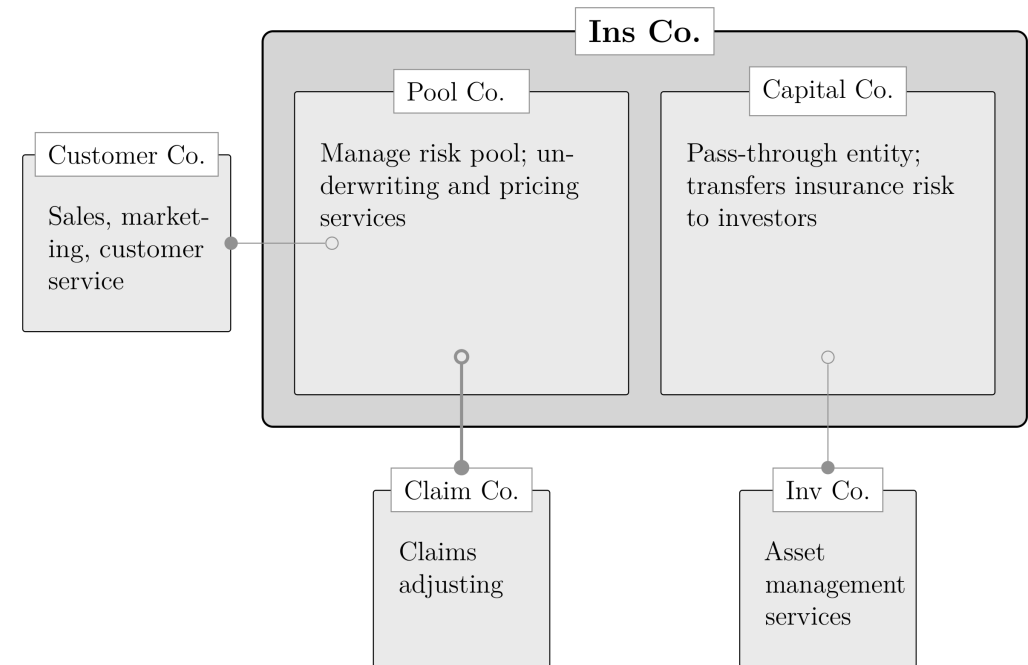 Ins Co.
Pool Co.
Capital Co.
Customer Co.
Manage risk pool; un-
derwriting and pricing
services
Pass-through entity;
transfers insurance risk
to investors
Sales, market-
ing, customer
service
Claim Co.
Inv Co.
Claims
adjusting
Asset
management
services